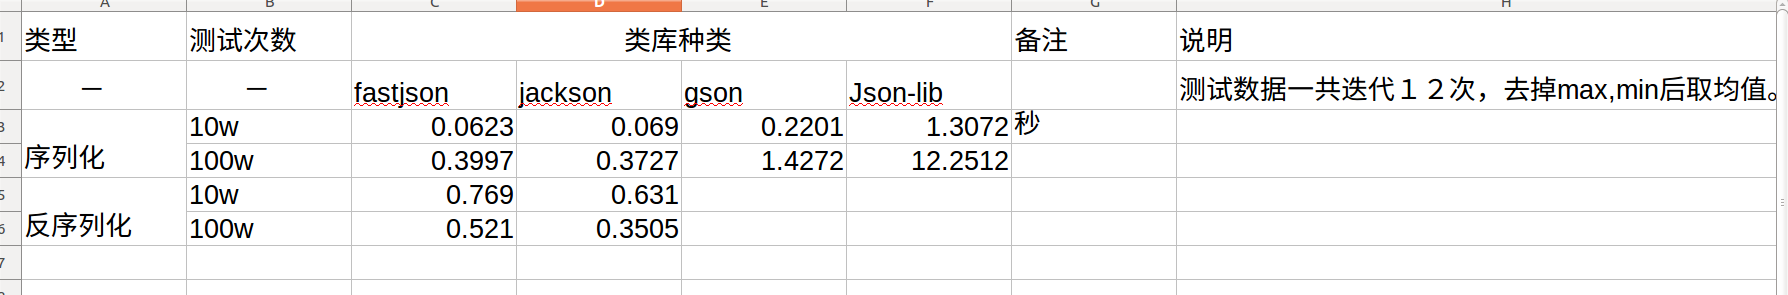 A B C D E F G H
1 类型 测试次数 类库种类 备注 说明
2 — — fastjson jackson gson Json-lib 测试数据一共迭代１２次，去掉max,min后取均值。
3 10w 0.0623 0.069 0.2201 1.3072 秒
4 序列化 100w 0.3997 0.3727 1.4272 12.2512
5 10w 0.769 0.631
6 反序列化 100w 0.521 0.3505
7